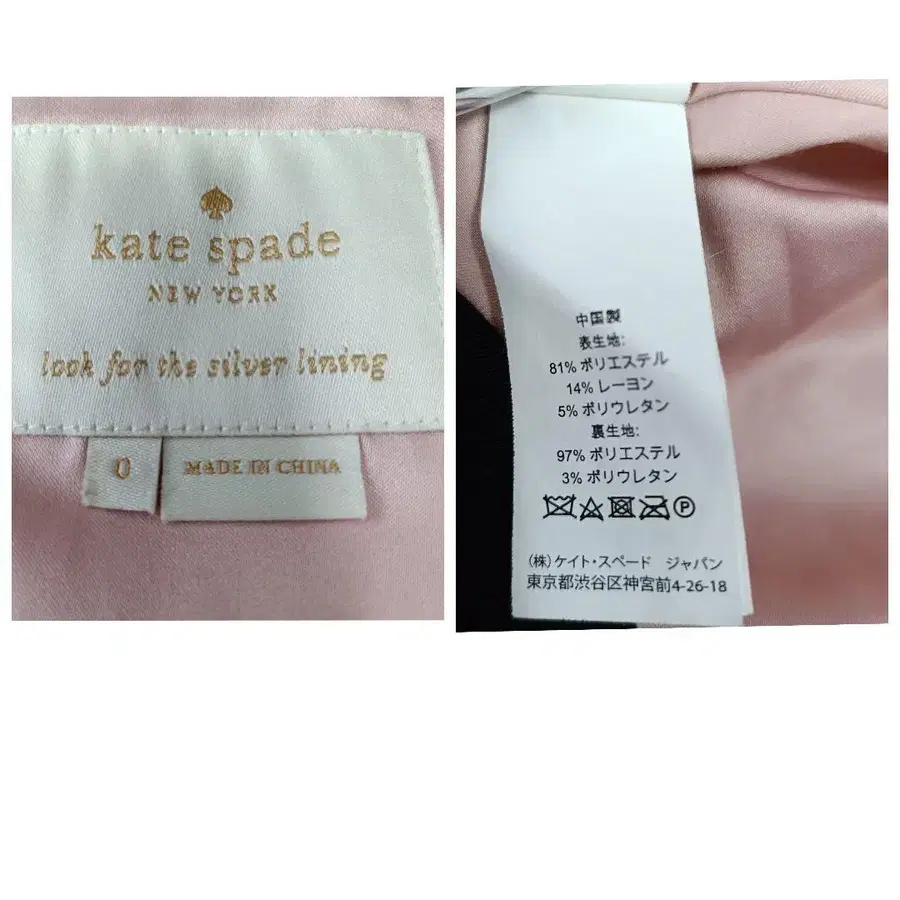 kate spade
NEW YORK
look for the silver lining
0
MADE IN CHINA
中国製
表生地:
81% ポリエステル
14% レーヨン
5% ポリウレタン
裏生地:
97% ポリエステル
3% ポリウレタン
P
(株)ケイト・スペード ジャパン
東京都渋谷区神宮前4-26-18